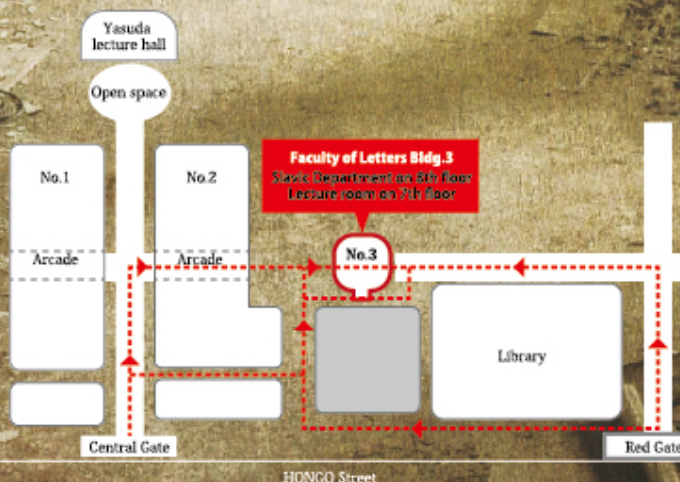 Yasuda
lecture hall
Open space
No.1
No.2
Faculty of Letters Bldg.3
Slavic Department on 8th floor
Lecture room on 7th floor
Arcade
Arcade
No.3
Library
Central Gate
Red Gate
HONGO Street